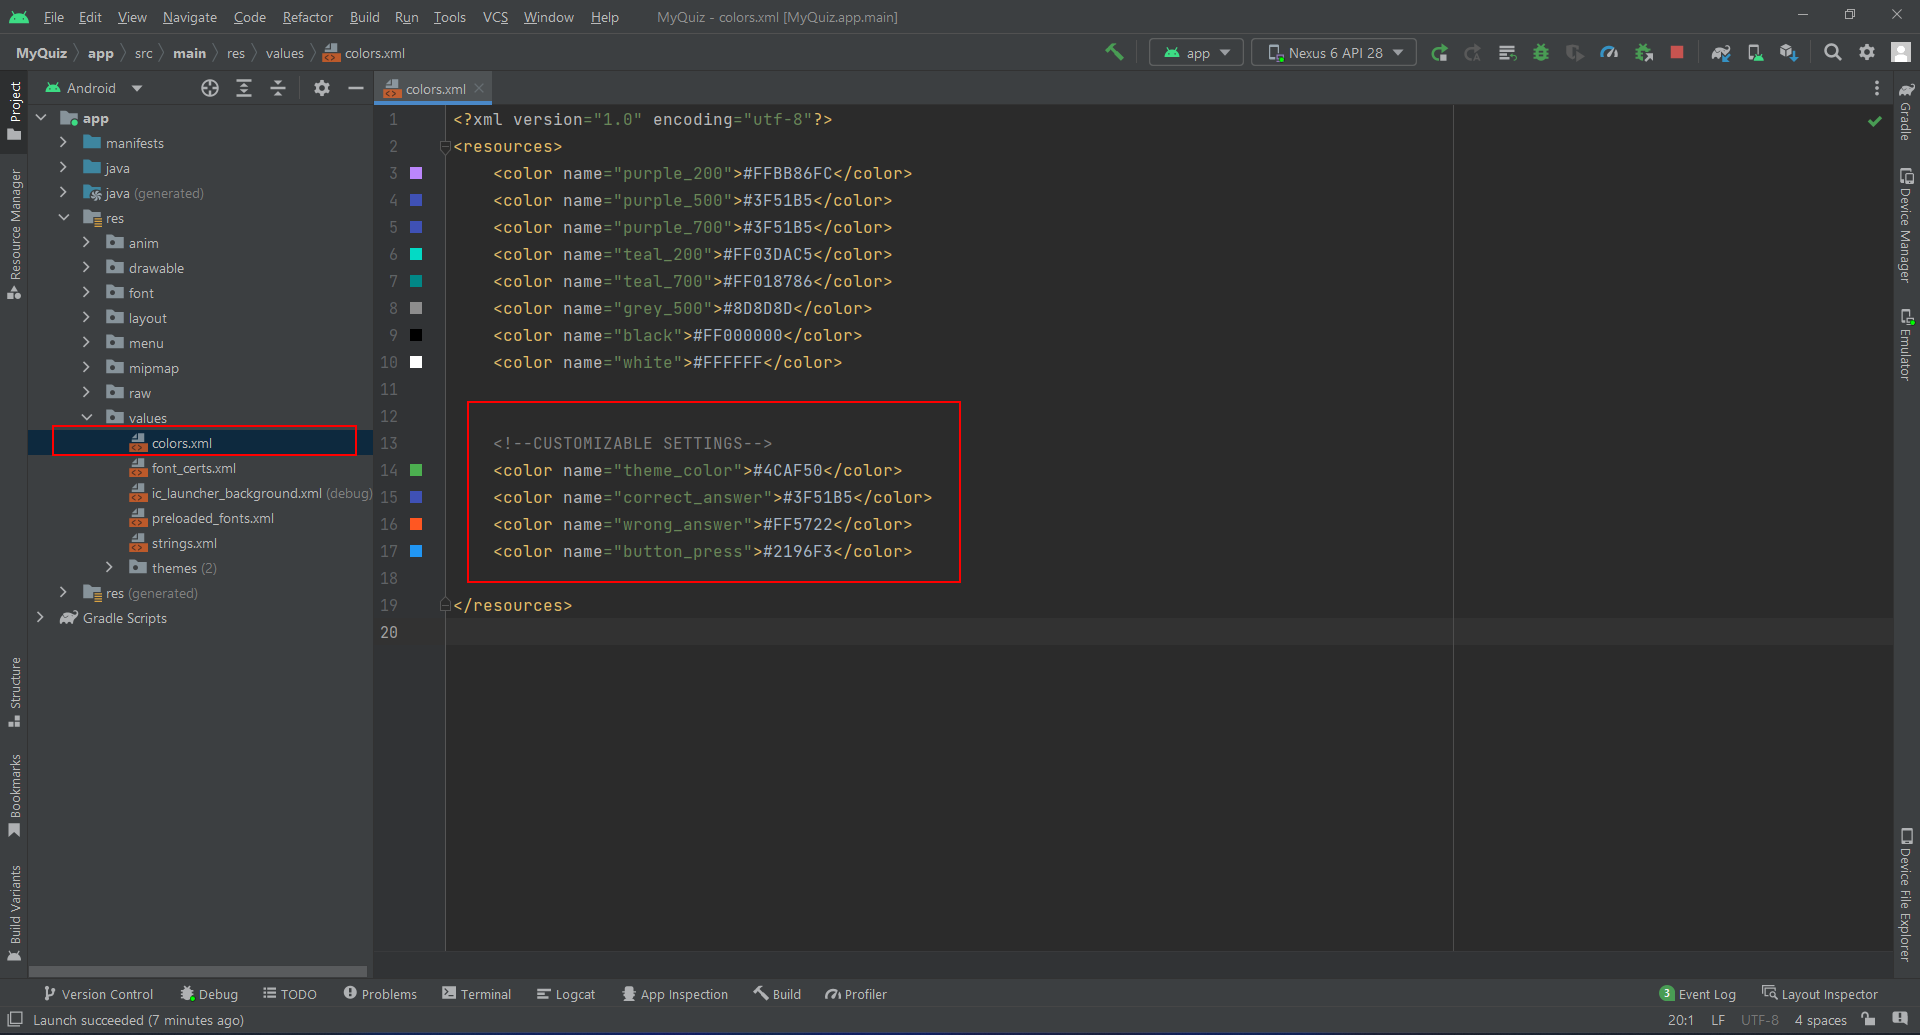 File Edit View Navigate Code Refactor Build Run Tools VCS Window Help MyQuiz - colors.xml [MyQuiz.app.main]
MyQuiz app src main res values colors.xml
app
Nexus 6 API 28
Project
Resource Manager
Structure
Bookmarks
Build Variants
Android
app
manifests
java
java (generated)
res
anim
drawable
font
layout
menu
mipmap
raw
values
colors.xml
font_certs.xml
ic_launcher_background.xml (debug)
preloaded_fonts.xml
strings.xml
themes (2)
res (generated)
Gradle Scripts
colors.xml
1 <?xml version="1.0" encoding="utf-8"?>
2 <resources>
3 <color name="purple_200">#FFBB86FC</color>
4 <color name="purple_500">#3F51B5</color>
5 <color name="purple_700">#3F51B5</color>
6 <color name="teal_200">#FF03DAC5</color>
7 <color name="teal_700">#FF018786</color>
8 <color name="grey_500">#8D8D8D</color>
9 <color name="black">#FF000000</color>
10 <color name="white">#FFFFFF</color>
11
12
13 <!--CUSTOMIZABLE SETTINGS-->
14 <color name="theme_color">#4CAF50</color>
15 <color name="correct_answer">#3F51B5</color>
16 <color name="wrong_answer">#FF5722</color>
17 <color name="button_press">#2196F3</color>
18
19 </resources>
20
Gradle
Device Manager
Emulator
Device File Explorer
Version Control Debug TODO Problems Terminal Logcat App Inspection Build Profiler 3 Event Log Layout Inspector
Launch succeeded (7 minutes ago) 20:1 LF UTF-8 4 spaces